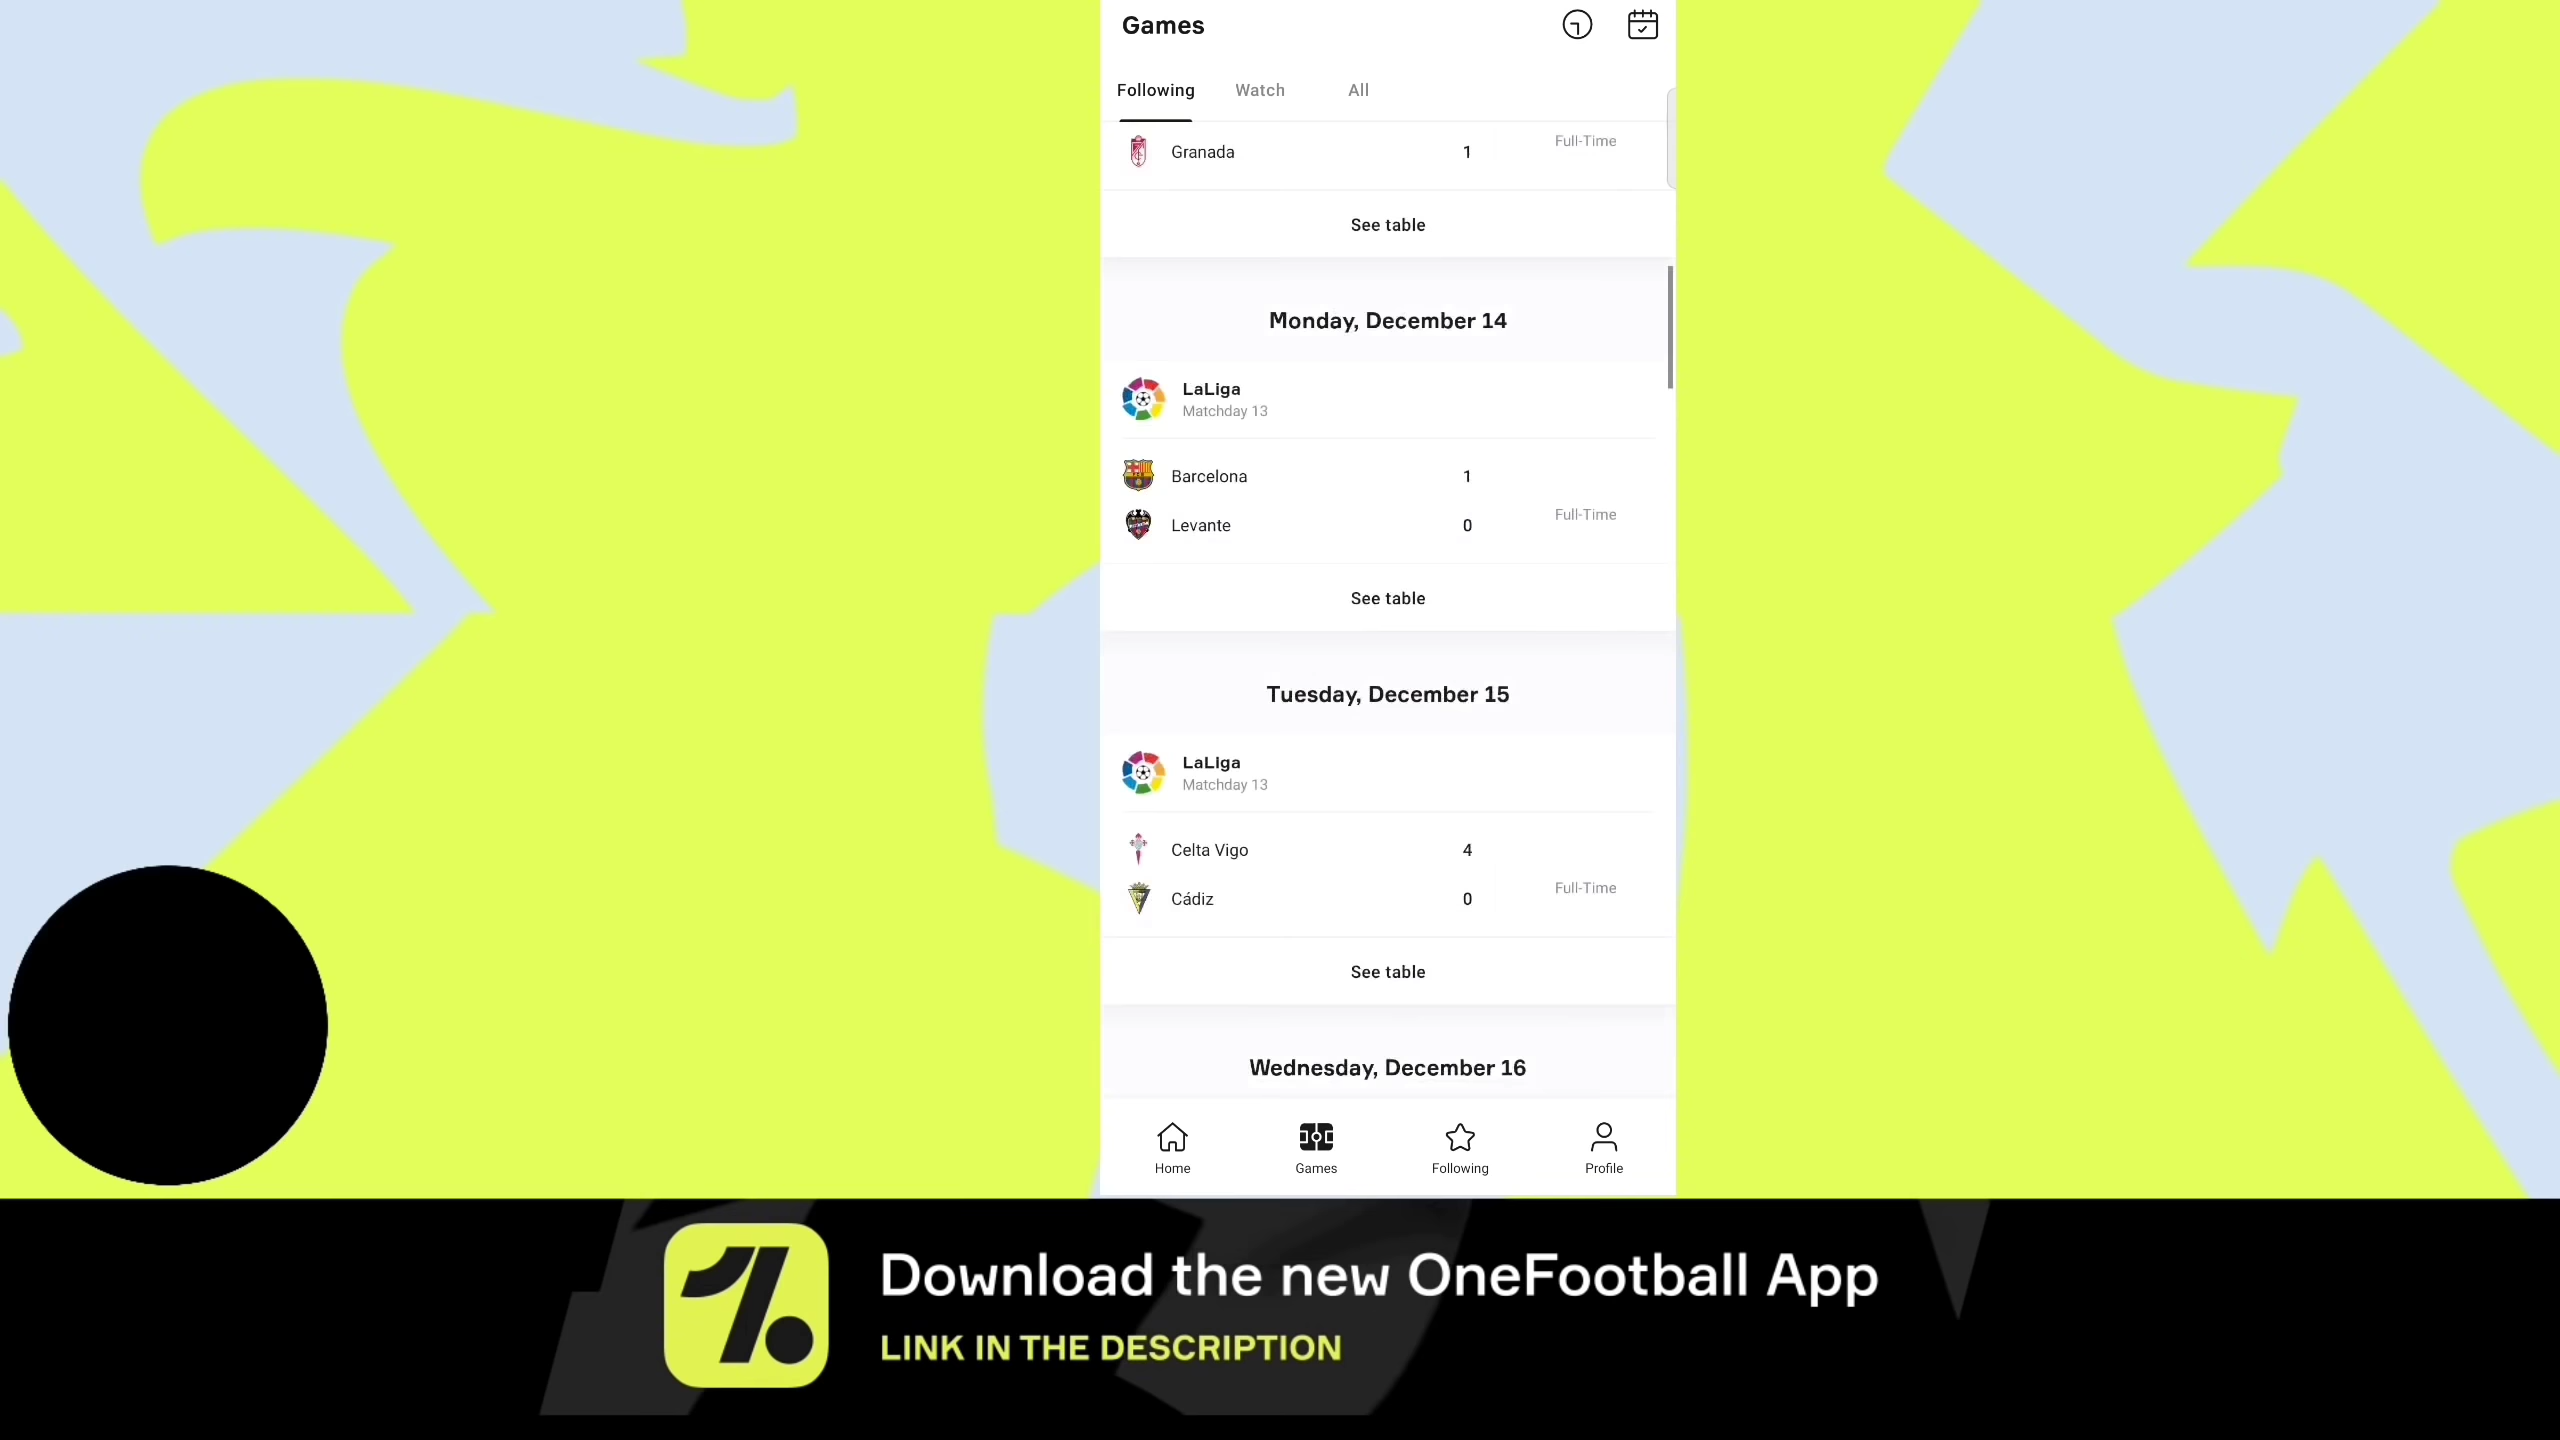 Games
Following Watch All
Granada 1 Full-Time
See table
Monday, December 14
LaLiga
Matchday 13
Barcelona 1
Levante 0 Full-Time
See table
Tuesday, December 15
LaLiga
Matchday 13
Celta Vigo 4
Cádiz 0 Full-Time
See table
Wednesday, December 16
Home Games Following Profile
Download the new OneFootball App
LINK IN THE DESCRIPTION